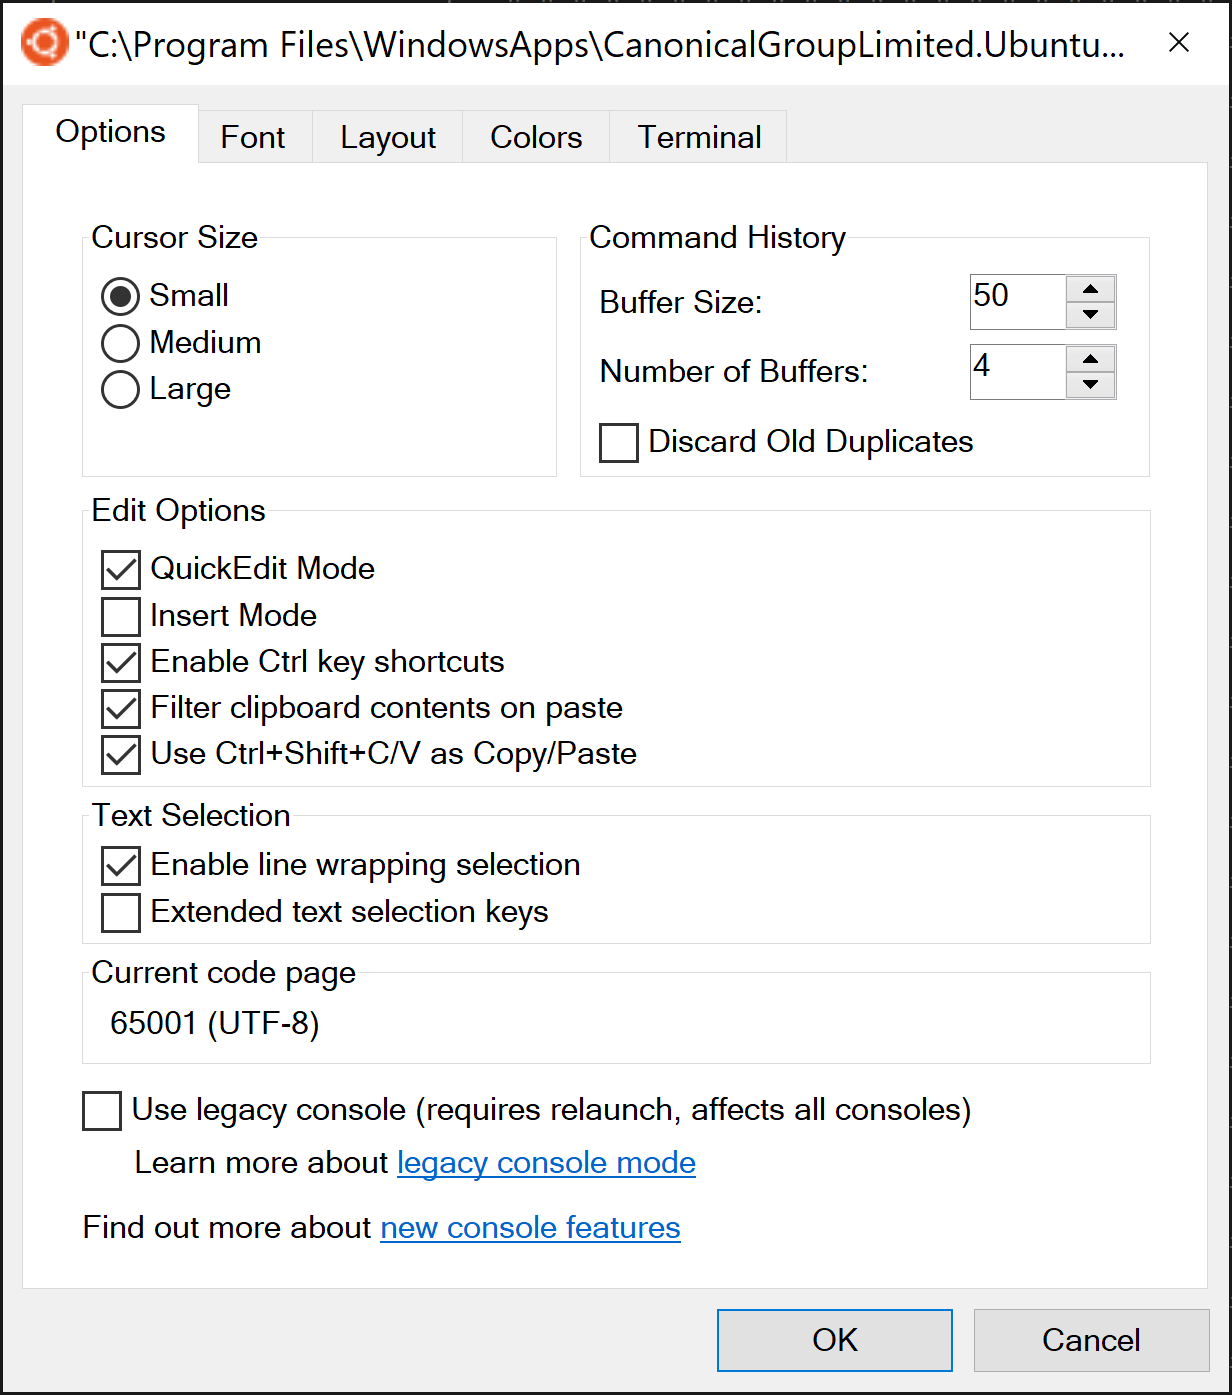 "C:\Program Files\WindowsApps\CanonicalGroupLimited.Ubuntu...
Options Font Layout Colors Terminal
Cursor Size
Small
Medium
Large
Command History
Buffer Size: 50
Number of Buffers: 4
Discard Old Duplicates
Edit Options
QuickEdit Mode
Insert Mode
Enable Ctrl key shortcuts
Filter clipboard contents on paste
Use Ctrl+Shift+C/V as Copy/Paste
Text Selection
Enable line wrapping selection
Extended text selection keys
Current code page
65001 (UTF-8)
Use legacy console (requires relaunch, affects all consoles)
Learn more about legacy console mode
Find out more about new console features
OK Cancel